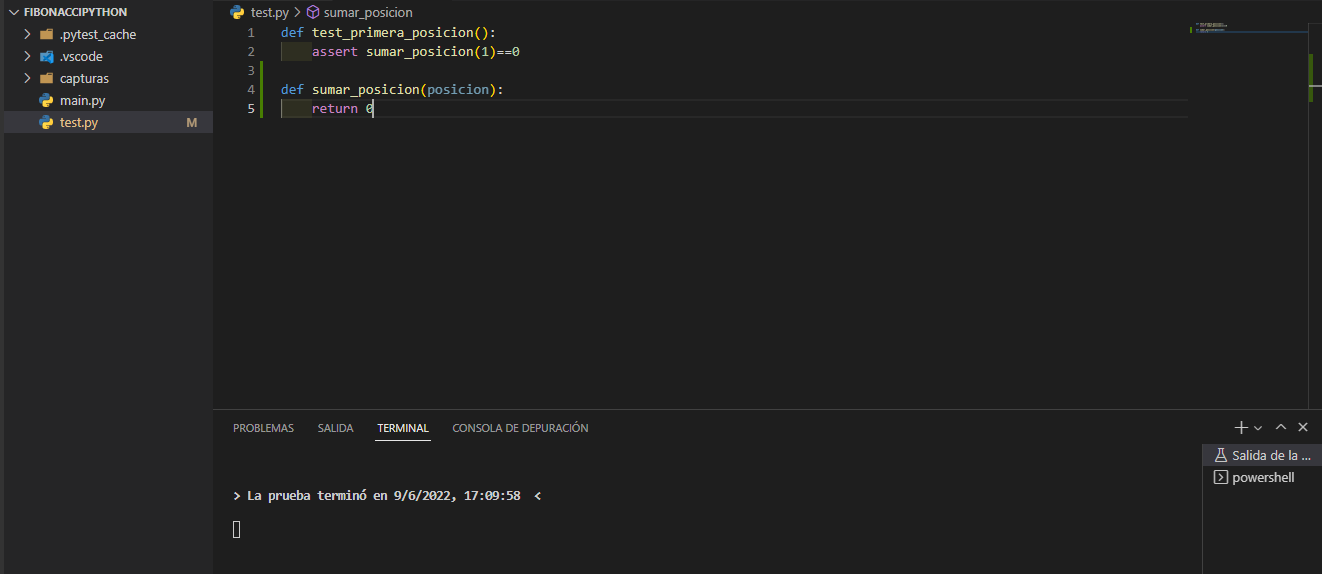 FIBONACCIPYTHON
.pytest_cache
.vscode
capturas
main.py
test.py M
test.py > sumar_posicion
1 def test_primera_posicion():
2 assert sumar_posicion(1)==0
3
4 def sumar_posicion(posicion):
5 return 0
PROBLEMAS SALIDA TERMINAL CONSOLA DE DEPURACIÓN
> La prueba terminó en 9/6/2022, 17:09:58 <
Salida de la ...
powershell